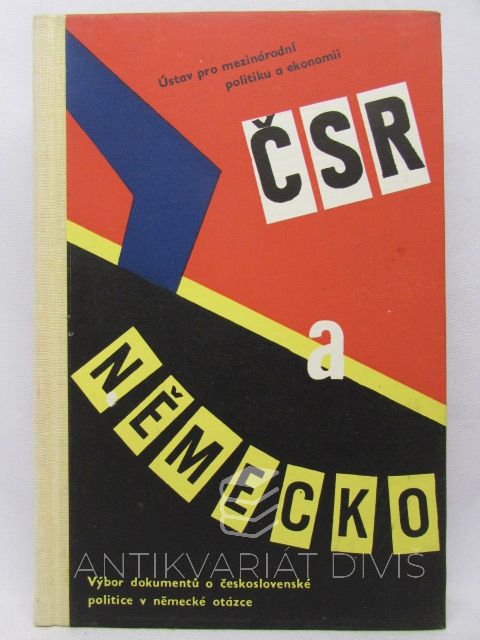 Ústav pro mezinárodní
politiku a ekonomii
ČSR
a
NĚMECKO
ANTIKVARIÁT DIVIŠ
Výbor dokumentů o československé
politice v německé otázce